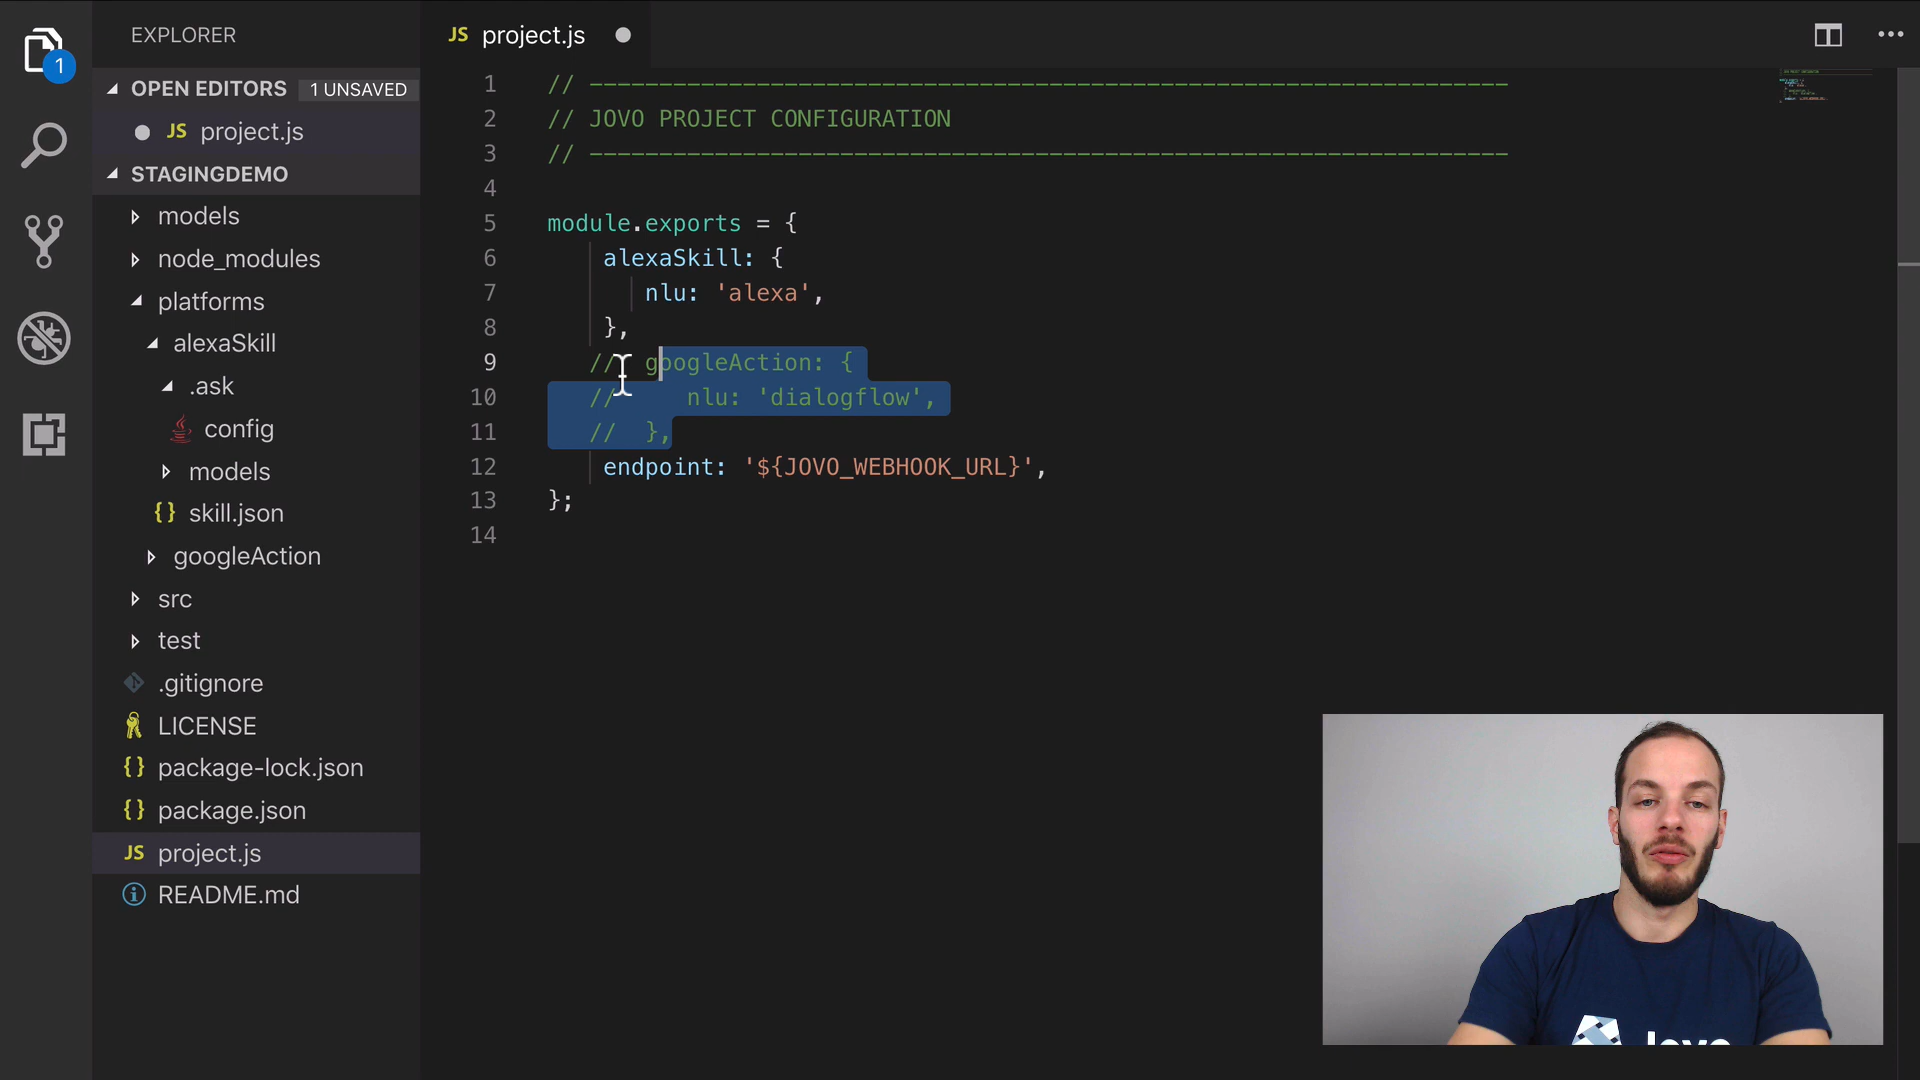 EXPLORER
OPEN EDITORS 1 UNSAVED
JS project.js
STAGINGDEMO
models
node_modules
platforms
alexaSkill
.ask
config
models
{} skill.json
googleAction
src
test
.gitignore
LICENSE
{} package-lock.json
{} package.json
JS project.js
README.md
1
JS project.js
1 // ----------------------------------------------------------------
2 // JOVO PROJECT CONFIGURATION
3 // ----------------------------------------------------------------
4
5 module.exports = {
6 alexaSkill: {
7 nlu: 'alexa',
8 },
9 // googleAction: {
10 // nlu: 'dialogflow',
11 // },
12 endpoint: '${JOVO_WEBHOOK_URL}',
13 };
14
Jovo